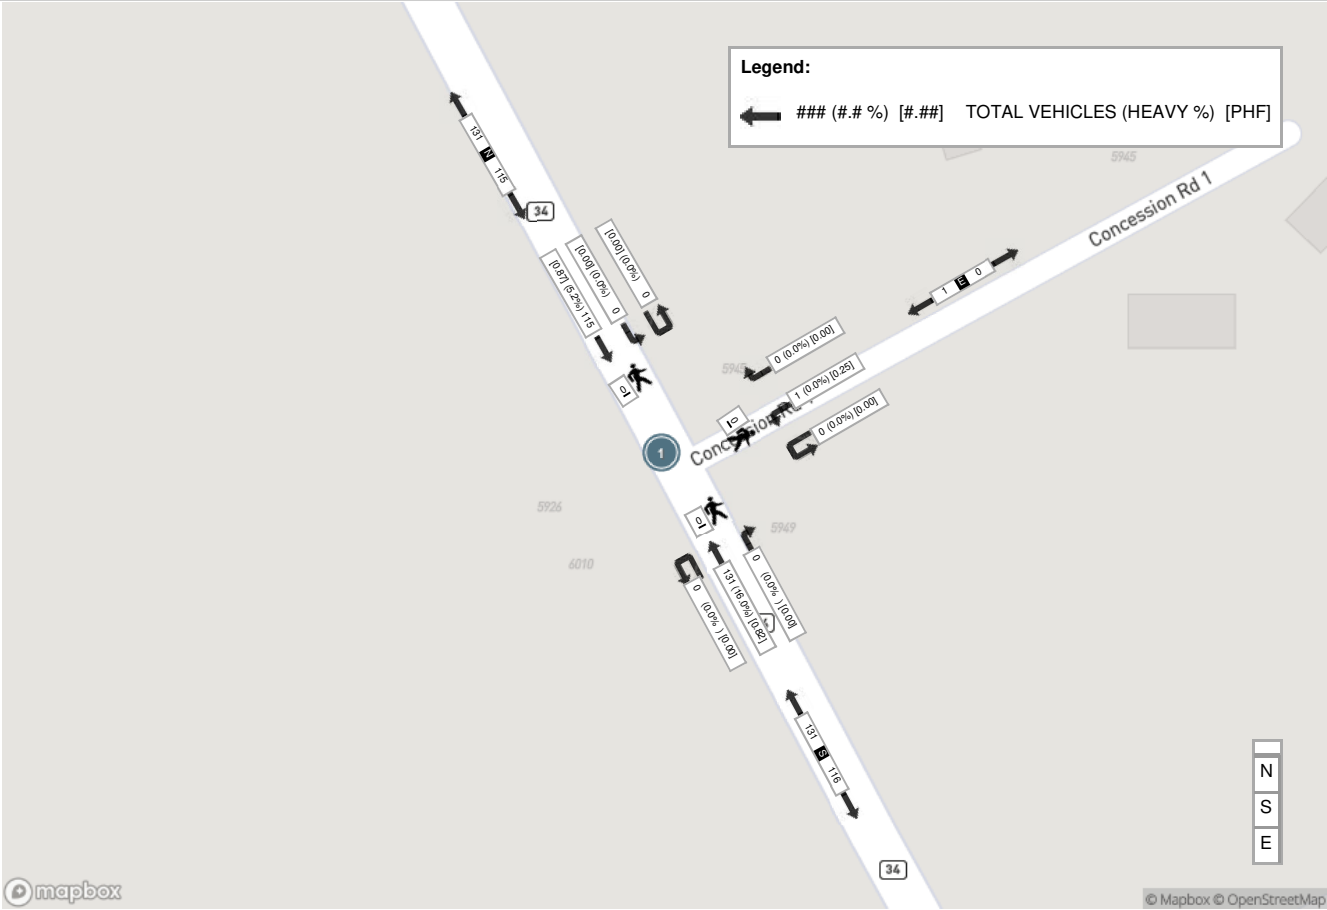 Legend:
### (#.# %) [#.##] TOTAL VEHICLES (HEAVY %) [PHF]
5945
Concession Rd 1
131 N 115
34
[0.00] (0.0%) 0
[0.00] (0.0%) 0
[0.87] (5.2%) 115
1 E 0
0 (0.0%) [0.00]
1 (0.0%) [0.25]
0 (0.0%) [0.00]
0
0
1
5926
6010
5949
0
0 (0.0% ) [0.00]
131 (16.0%) [0.82]
0 (0.0% ) [0.00]
131 S 116
N
S
E
34
mapbox
© Mapbox © OpenStreetMap